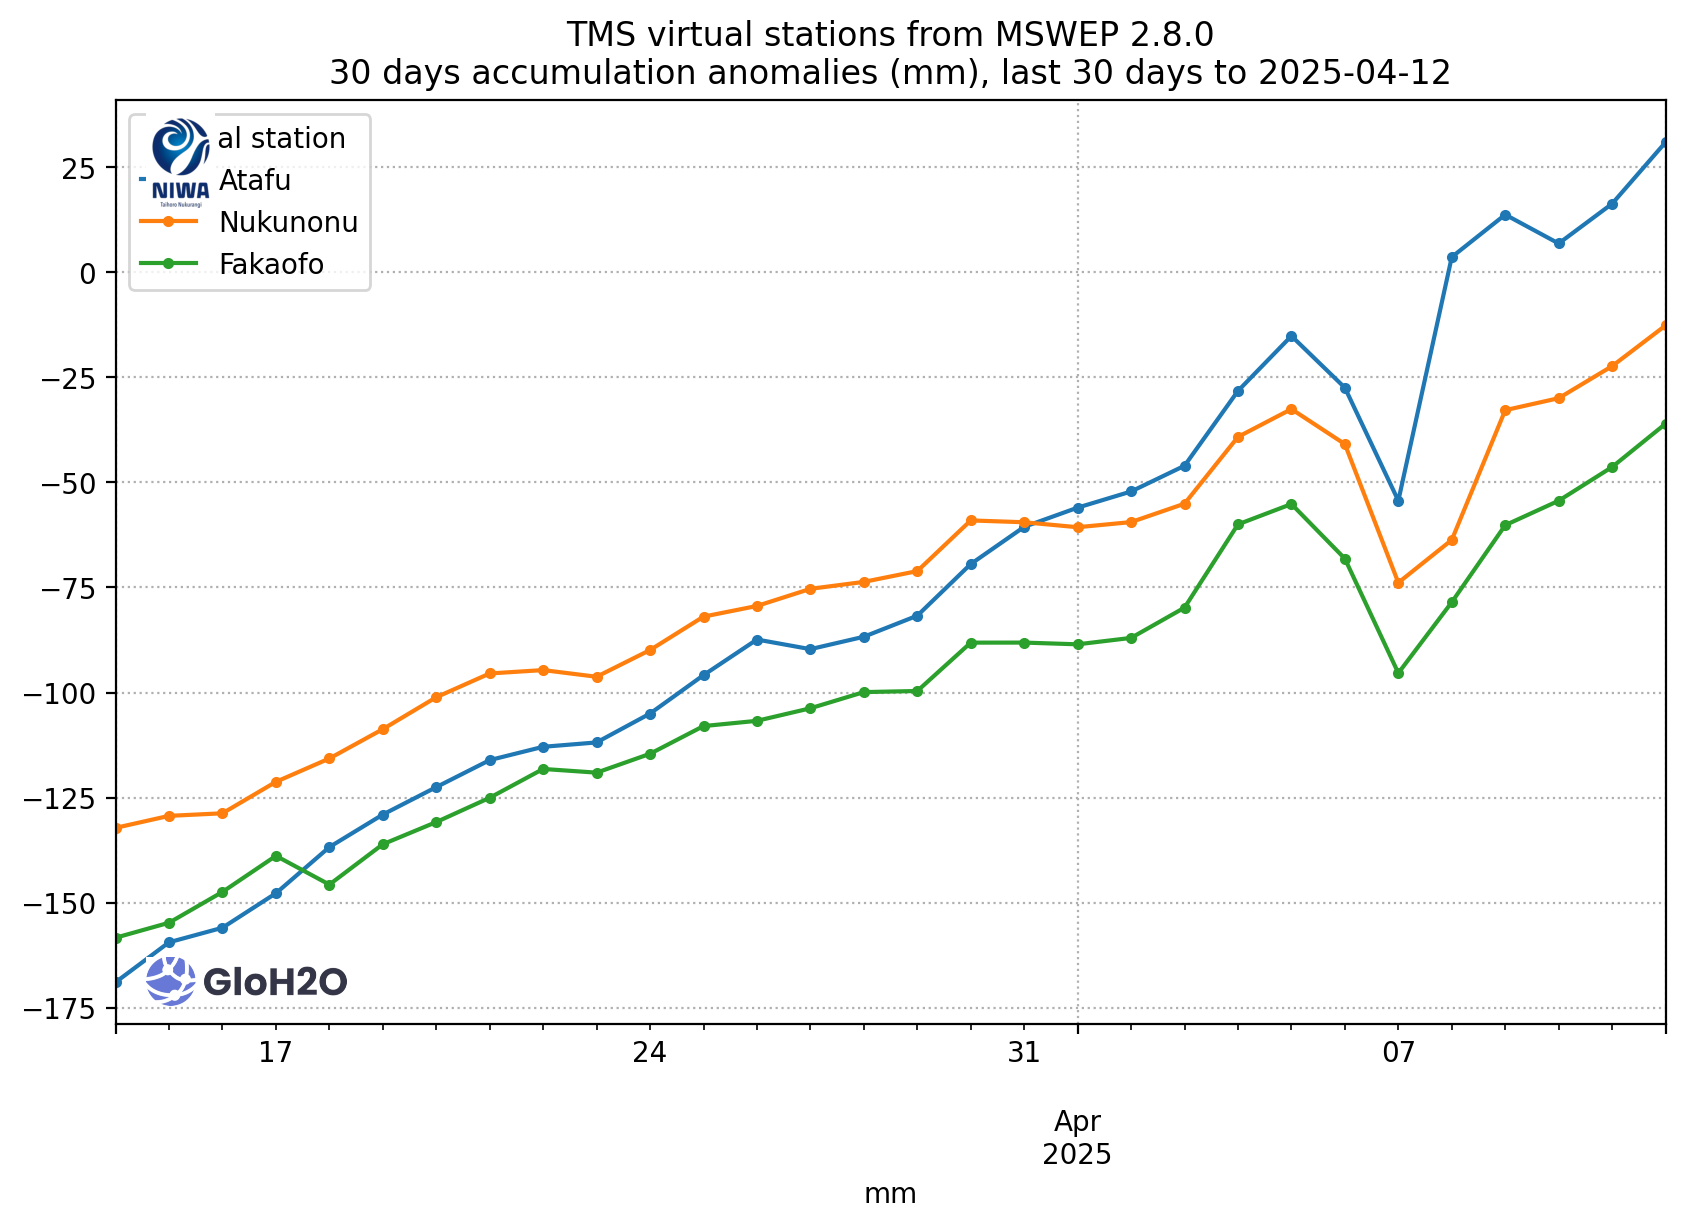 TMS virtual stations from MSWEP 2.8.0
30 days accumulation anomalies (mm), last 30 days to 2025-04-12
al station
Atafu
Nukunonu
Fakaofo
NIWA
Taihoro Nukurangi
25
0
−25
−50
−75
−100
−125
−150
−175
GloH2O
17
24
31
07
Apr
2025
mm